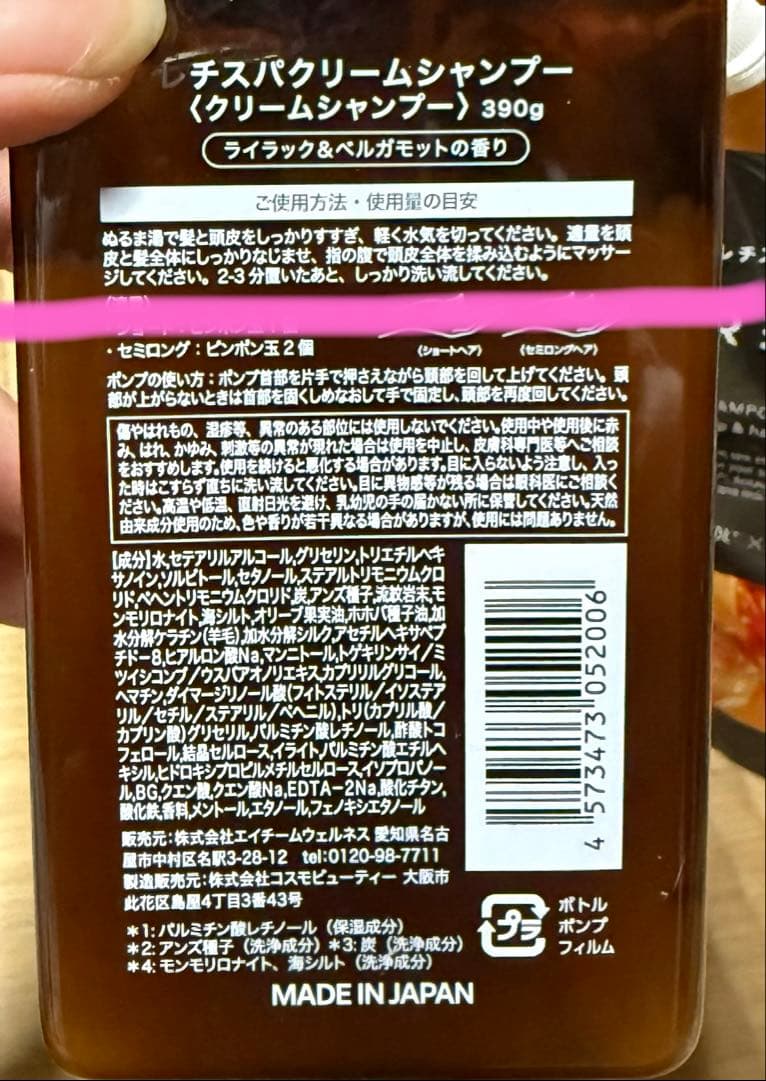 チスパクリームシャンプー
〈クリームシャンプー〉390g
ライラック&ベルガモットの香り
ご使用方法・使用量の目安
ぬるま湯で髪と頭皮をしっかりすすぎ、軽く水気を切ってください。適量を頭
皮と髪全体にしっかりなじませ、指の腹で頭皮全体を揉み込むようにマッサー
ジしてください。2-3分置いたあと、しっかり洗い流してください。
・セミロング:ピンポン玉2個
(ショートヘア)
(セミロングヘア)
ポンプの使い方:ポンプ首部を片手で押さえながら頭部を回して上げてください。頭
部が上がらないときは首部を固くしめなおして手で固定し、頭部を再度回してください。
傷やはれもの、湿疹等、異常のある部位には使用しないでください。使用中や使用後に赤
み、はれ、かゆみ、刺激等の異常が現れた場合は使用を中止し、皮膚科専門医等へご相談
をおすすめします。使用を続けると悪化する場合があります。目に入らないよう注意し、入っ
た時はこすらず直ちに洗い流してください。目に異物感等が残る場合は眼科医にご相談く
ださい。高温や低温、直射日光を避け、乳幼児の手の届かない所に保管してください。天然
由来成分使用のため、色や香りが若干異なる場合がありますが、使用には問題ありません。
【成分】水,セテアリルアルコール,グリセリン,トリエチルヘキ
サノイン,ソルビトール,セタノール,ステアルトリモニウムクロ
リド,ベヘントリモニウムクロリド,炭,アンズ種子,流紋岩末,モ
ンモリロナイト,海シルト,オリーブ果実油,ホホバ種子油,加
水分解ケラチン(羊毛),加水分解シルク,アセチルヘキサペプ
チドー8,ヒアルロン酸Na,マンニトール,トゲキリンサイ/ミ
ツイシコンブ/ウスバアオノリエキス,カプリリルグリコール,
ヘマチン,ダイマージリノール酸(フィトステリル/イソステア
リル/セチル/ステアリル/ベヘニル),トリ(カプリル酸/
カプリン酸)グリセリル,パルミチン酸レチノール,酢酸トコ
フェロール,結晶セルロース,イライト,パルミチン酸エチルヘ
キシル,ヒドロキシプロピルメチルセルロース,イソプロパノー
ル,BG,クエン酸,クエン酸Na,EDTA-2Na,酸化チタン,
酸化鉄,香料,メントール,エタノール,フェノキシエタノール
4 573473 052006
販売元:株式会社エイチームウェルネス 愛知県名古
屋市中村区名駅3-28-12 tel:0120-98-7711
製造販売元:株式会社コスモビューティー 大阪市
此花区島屋4丁目3番43号
プラ
ボトル
ポンプ
フィルム
*1:パルミチン酸レチノール(保湿成分)
*2:アンズ種子(洗浄成分)*3:炭(洗浄成分)
*4:モンモリロナイト、海シルト(洗浄成分)
MADE IN JAPAN